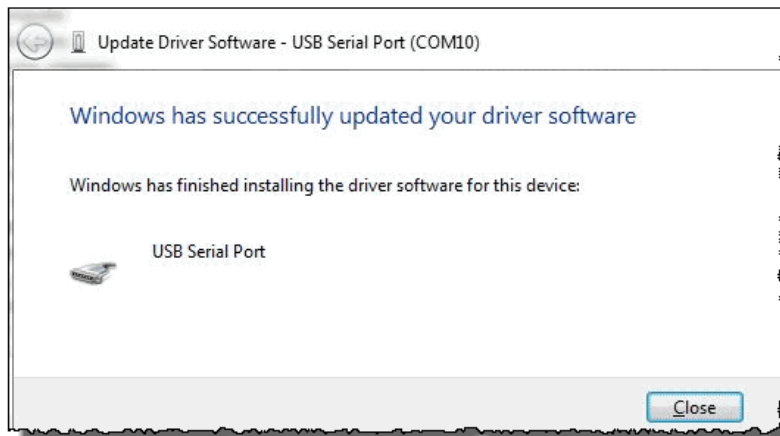 Update Driver Software - USB Serial Port (COM10)
Windows has successfully updated your driver software
Windows has finished installing the driver software for this device:
USB Serial Port
Close